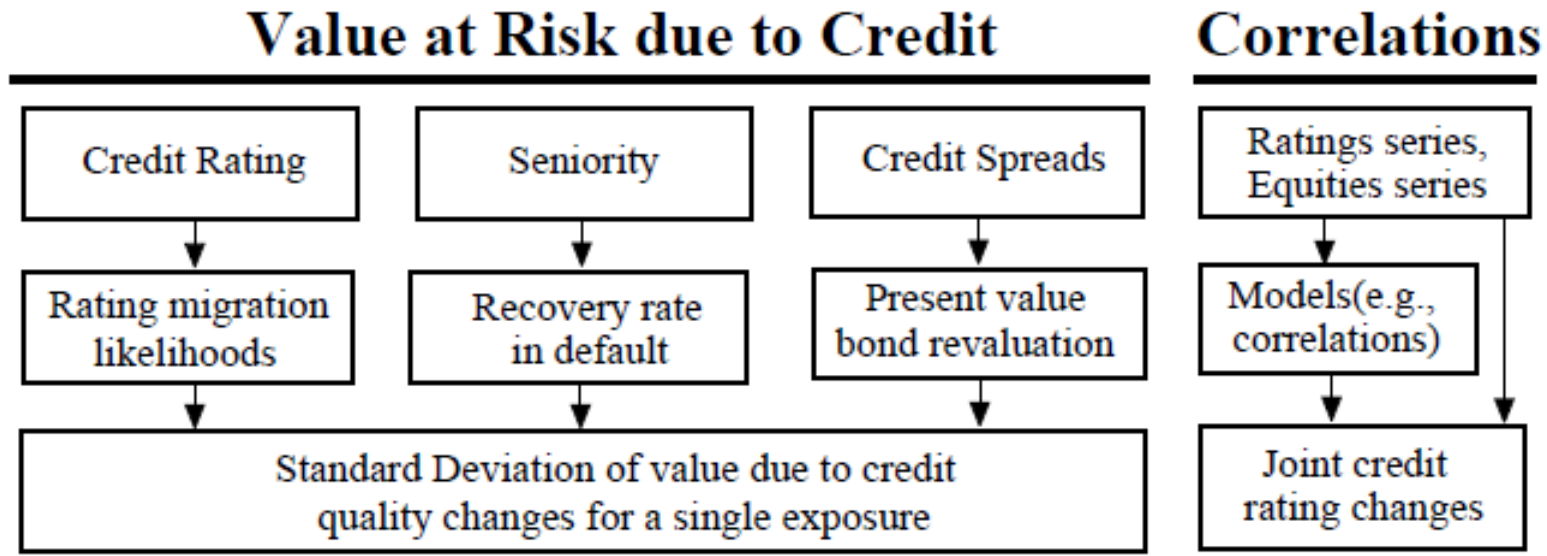 Value at Risk due to Credit
Correlations
Credit Rating
Seniority
Credit Spreads
Ratings series,
Equities series
Rating migration
likelihoods
Recovery rate
in default
Present value
bond revaluation
Models(e.g.,
correlations)
Standard Deviation of value due to credit
quality changes for a single exposure
Joint credit
rating changes